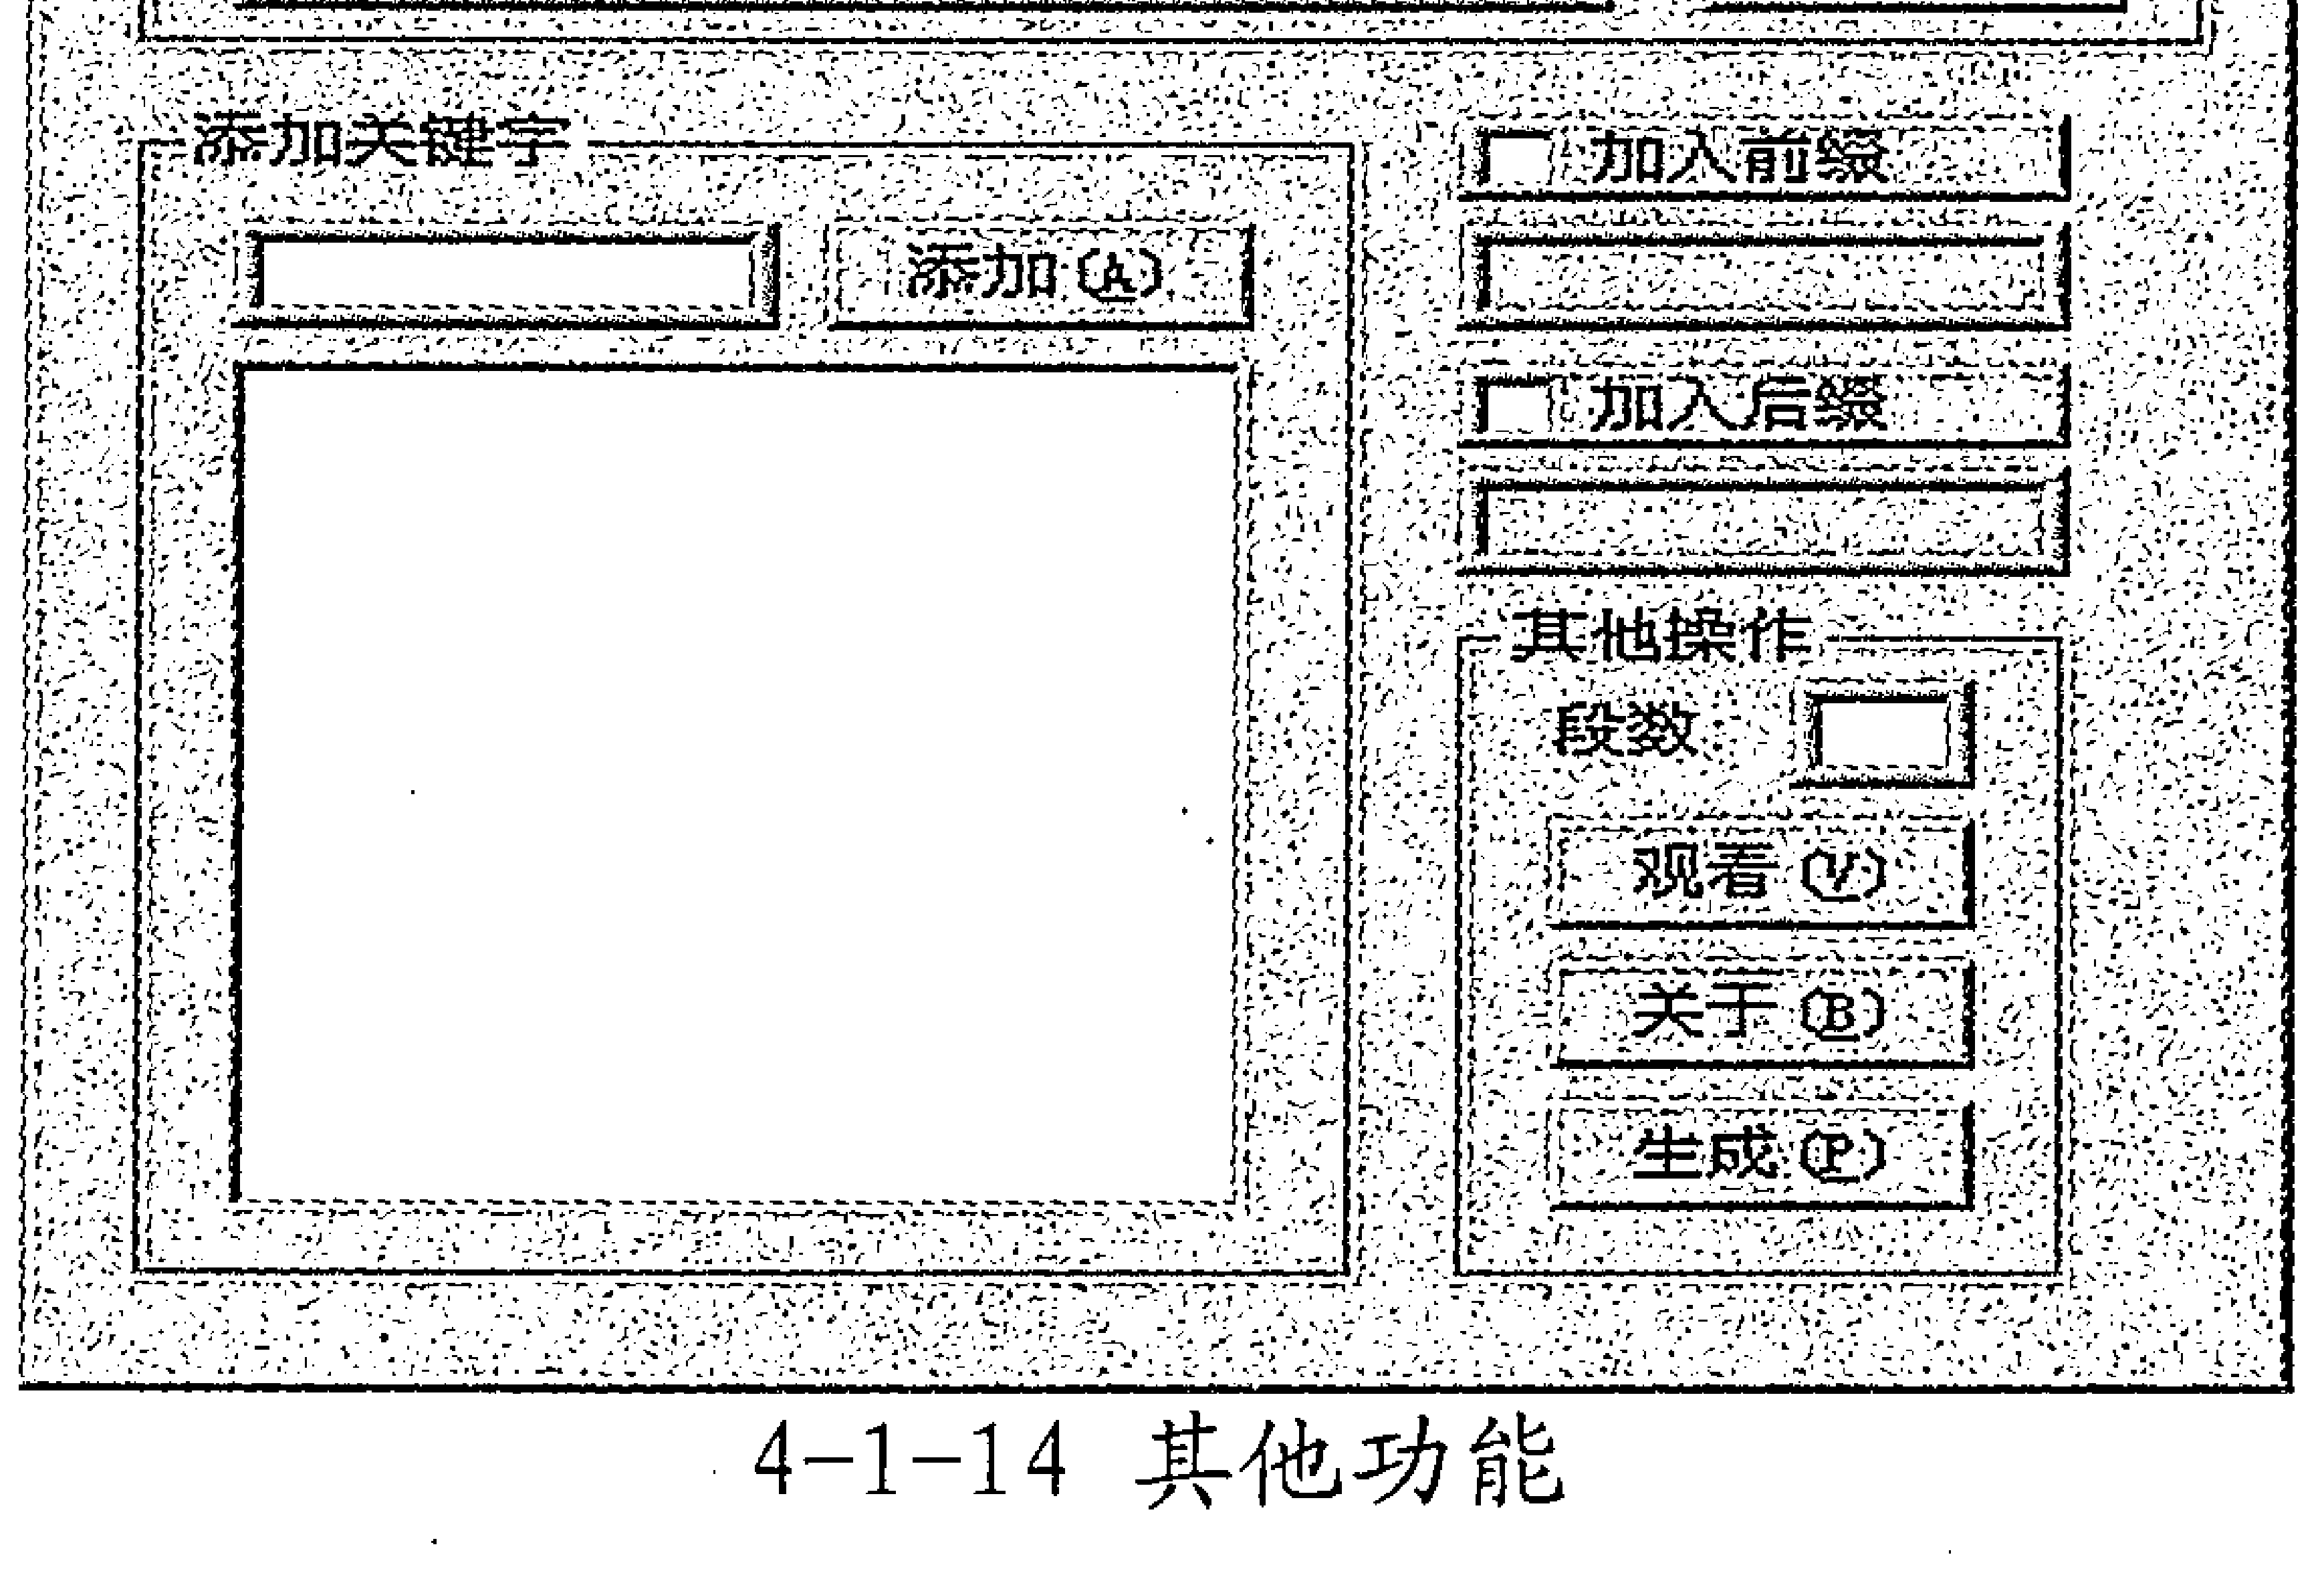 添加关键字
添加(A)
加入前缀
加入后缀
其他操作
段数
观看(V)
关于(B)
生成(P)
4-1-14 其他功能